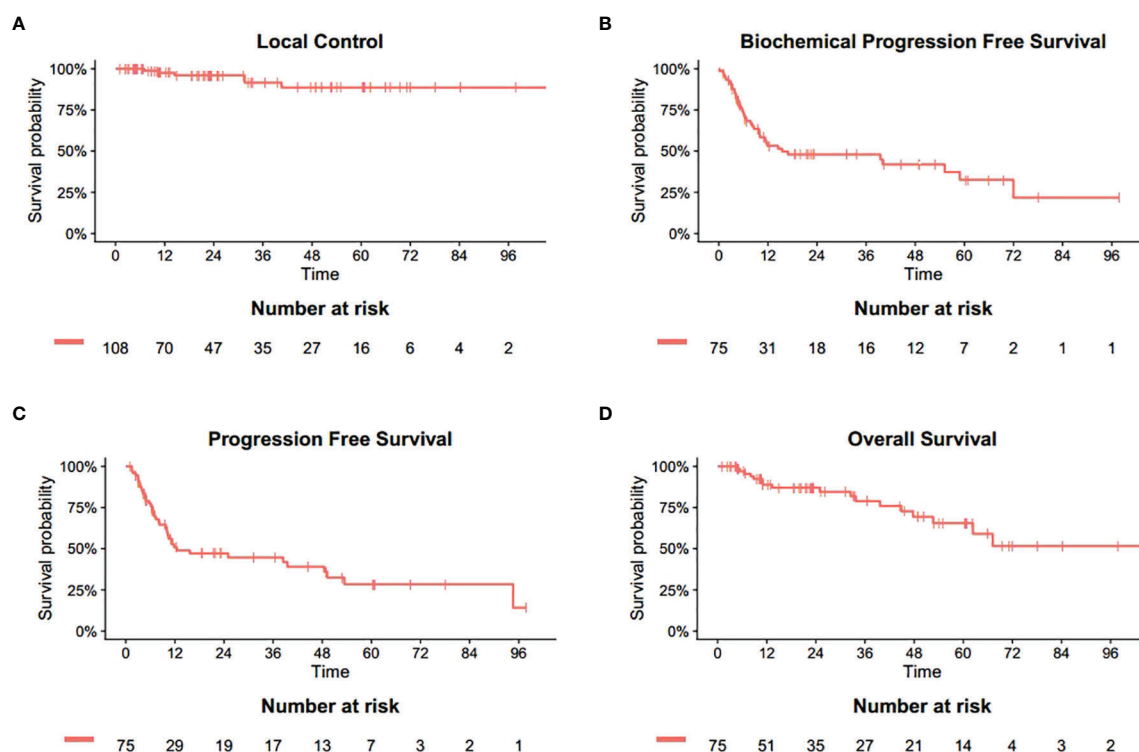 A
Local Control
Survival probability
100%
75%
50%
25%
0%
0 12 24 36 48 60 72 84 96
Time
Number at risk
108 70 47 35 27 16 6 4 2
B
Biochemical Progression Free Survival
Survival probability
100%
75%
50%
25%
0%
0 12 24 36 48 60 72 84 96
Time
Number at risk
75 31 18 16 12 7 2 1 1
C
Progression Free Survival
Survival probability
100%
75%
50%
25%
0%
0 12 24 36 48 60 72 84 96
Time
Number at risk
75 29 19 17 13 7 3 2 1
D
Overall Survival
Survival probability
100%
75%
50%
25%
0%
0 12 24 36 48 60 72 84 96
Time
Number at risk
75 51 35 27 21 14 4 3 2